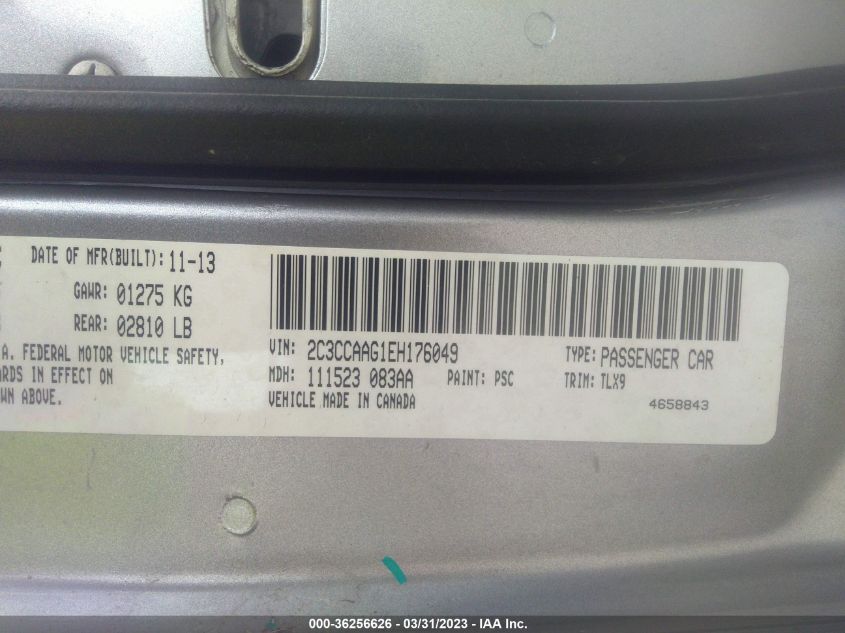 DATE OF MFR(BUILT): 11-13
GAWR: 01275 KG
REAR: 02810 LB
A. FEDERAL MOTOR VEHICLE SAFETY,
ARDS IN EFFECT ON
WN ABOVE.
VIN: 2C3CCAAG1EH176049 TYPE: PASSENGER CAR
MDH: 111523 083AA PAINT: PSC TRIM: TLX9
VEHICLE MADE IN CANADA 4658843
000-36256626 / 03/31/2023 - IAA Inc.